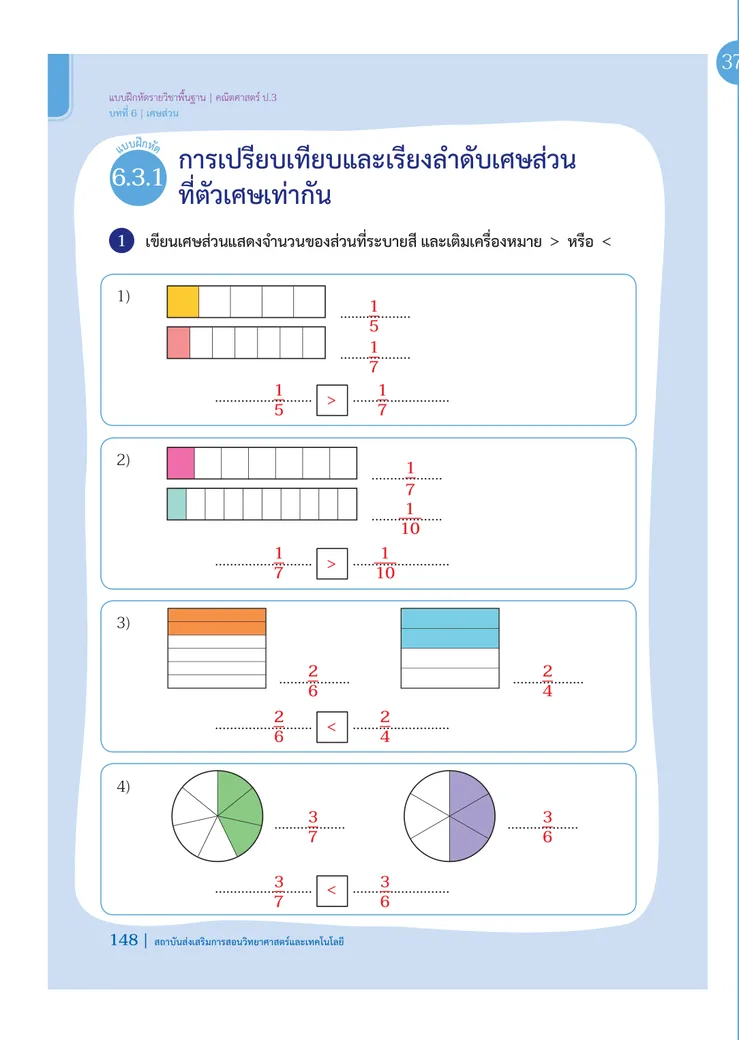 37
แบบฝึกหัดรายวิชาพื้นฐาน | คณิตศาสตร์ ป.3
บทที่ 6 | เศษส่วน
แบบฝึกหัด
6.3.1
การเปรียบเทียบและเรียงลำดับเศษส่วน
ที่ตัวเศษเท่ากัน
1 เขียนเศษส่วนแสดงจำนวนของส่วนที่ระบายสี และเติมเครื่องหมาย > หรือ <
1)
1/5
1/7
1/5 > 1/7
2)
1/7
1/10
1/7 > 1/10
3)
2/6 2/4
2/6 < 2/4
4)
3/7 3/6
3/7 < 3/6
148 | สถาบันส่งเสริมการสอนวิทยาศาสตร์และเทคโนโลยี